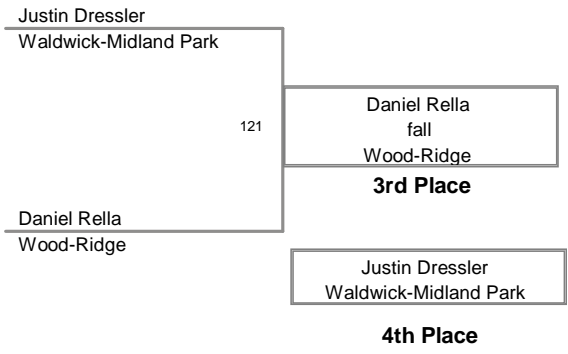 Justin Dressler
Waldwick-Midland Park
121
Daniel Rella
fall
Wood-Ridge
3rd Place
Daniel Rella
Wood-Ridge
Justin Dressler
Waldwick-Midland Park
4th Place